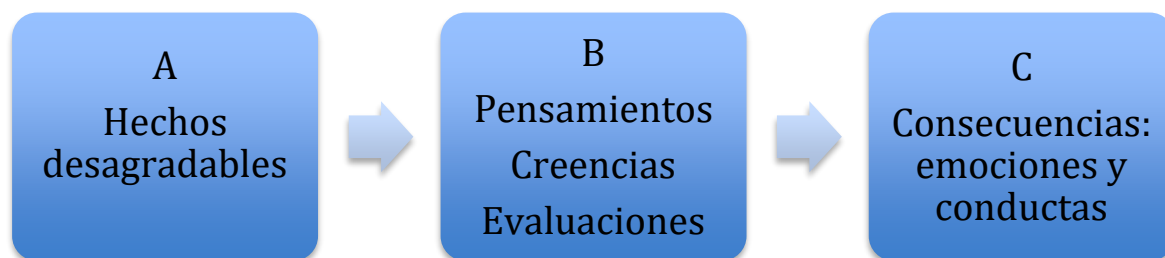 A
Hechos
desagradables
B
Pensamientos
Creencias
Evaluaciones
C
Consecuencias:
emociones y
conductas